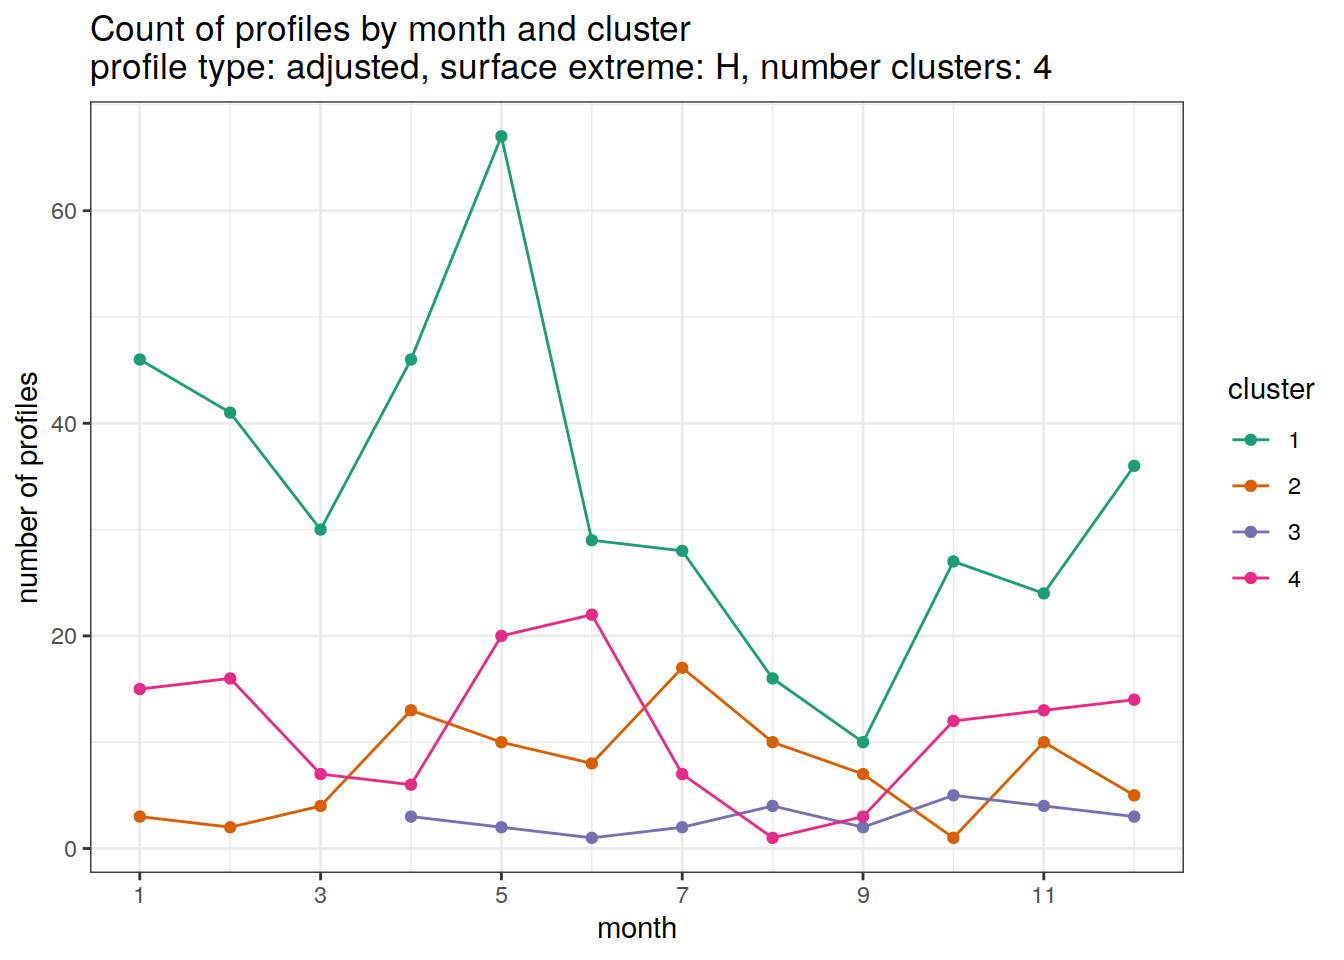 Count of profiles by month and cluster
profile type: adjusted, surface extreme: H, number clusters: 4
number of profiles
60
40
20
0
1 3 5 7 9 11
month
cluster
1
2
3
4